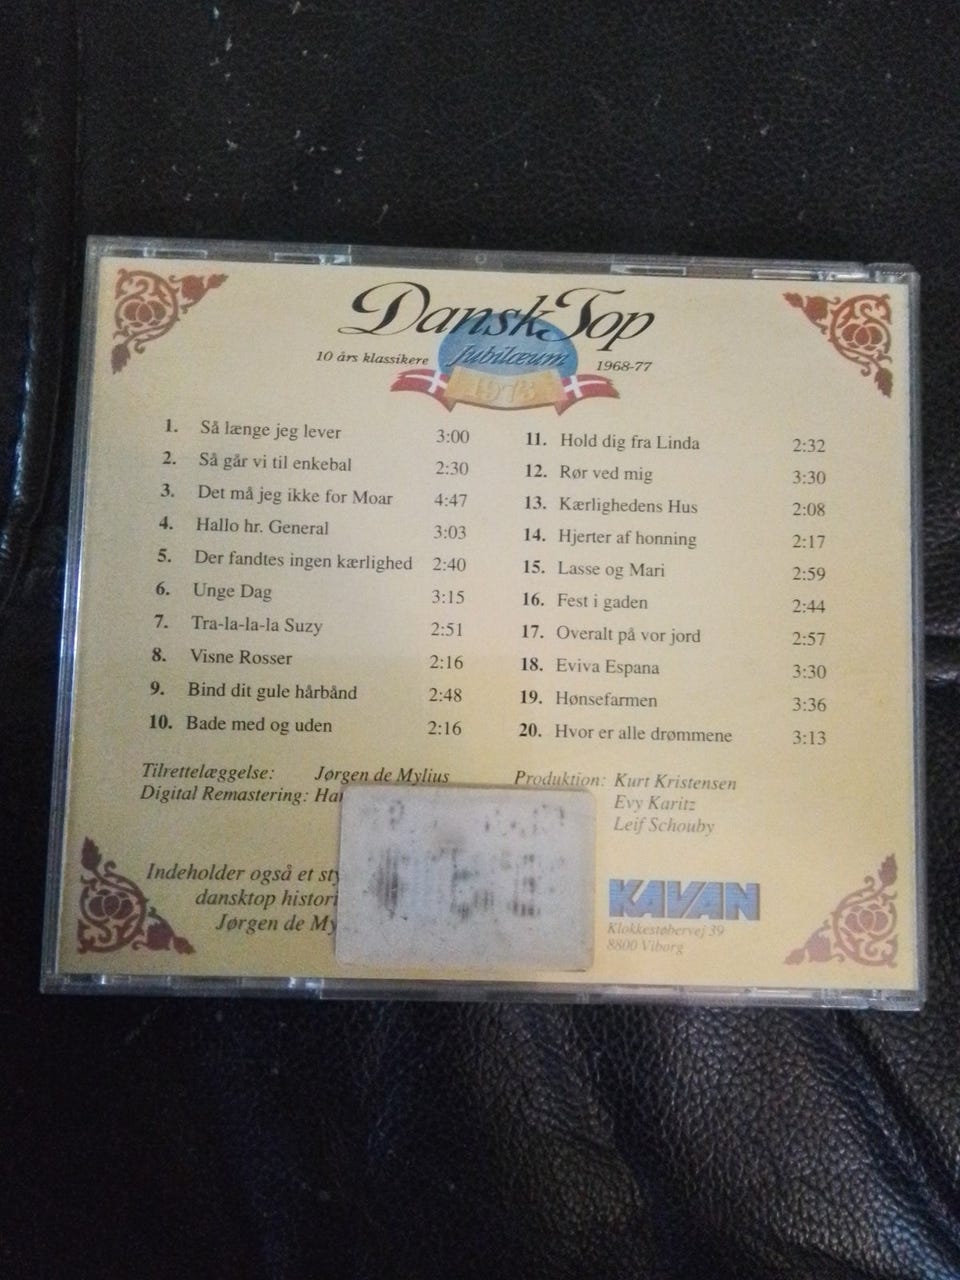 Dansk Top
10 års klassikere Jubilæum 1968-77
1973
1. Så længe jeg lever 3:00
2. Så går vi til enkebal 2:30
3. Det må jeg ikke for Moar 4:47
4. Hallo hr. General 3:03
5. Der fandtes ingen kærlighed 2:40
6. Unge Dag 3:15
7. Tra-la-la-la Suzy 2:51
8. Visne Rosser 2:16
9. Bind dit gule hårbånd 2:48
10. Bade med og uden 2:16
11. Hold dig fra Linda 2:32
12. Rør ved mig 3:30
13. Kærlighedens Hus 2:08
14. Hjerter af honning 2:17
15. Lasse og Mari 2:59
16. Fest i gaden 2:44
17. Overalt på vor jord 2:57
18. Eviva Espana 3:30
19. Hønsefarmen 3:36
20. Hvor er alle drømmene 3:13
Tilrettelæggelse: Jørgen de Mylius
Digital Remastering: Har
Produktion: Kurt Kristensen
Evy Karitz
Leif Schouby
Indeholder også et sty
dansktop histori
Jørgen de My
KAVAN
Klokkestøbervej 39
8800 Viborg